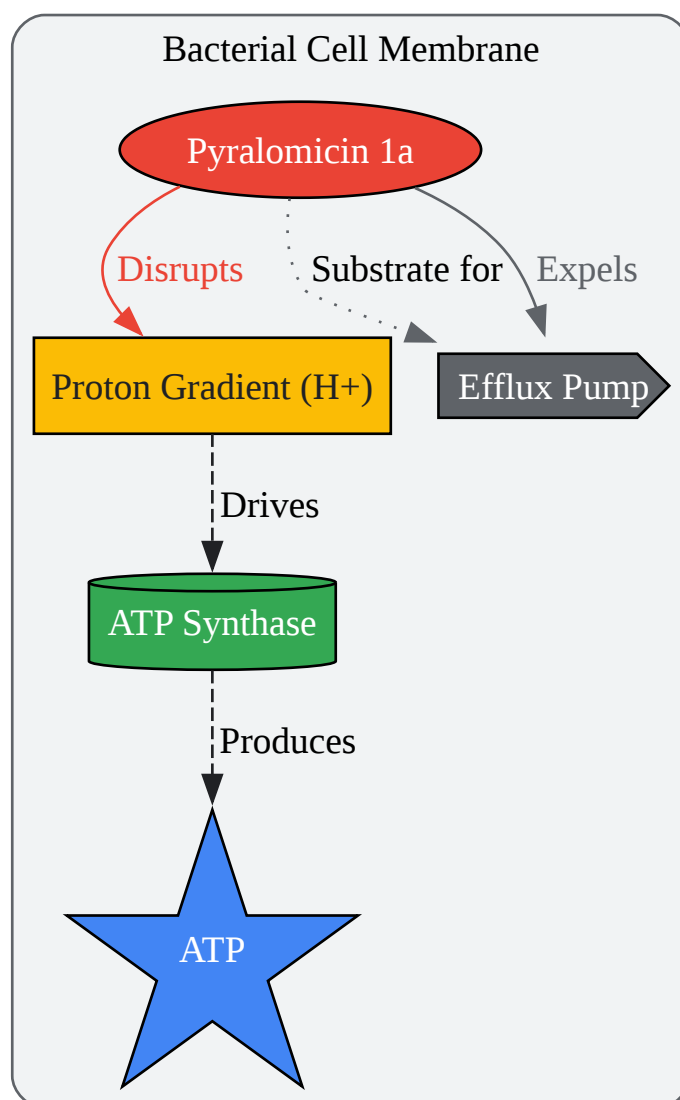 Bacterial Cell Membrane
Pyralomicin 1a
Disrupts
Substrate for
Expels
Proton Gradient (H+)
Efflux Pump
Drives
ATP Synthase
Produces
ATP